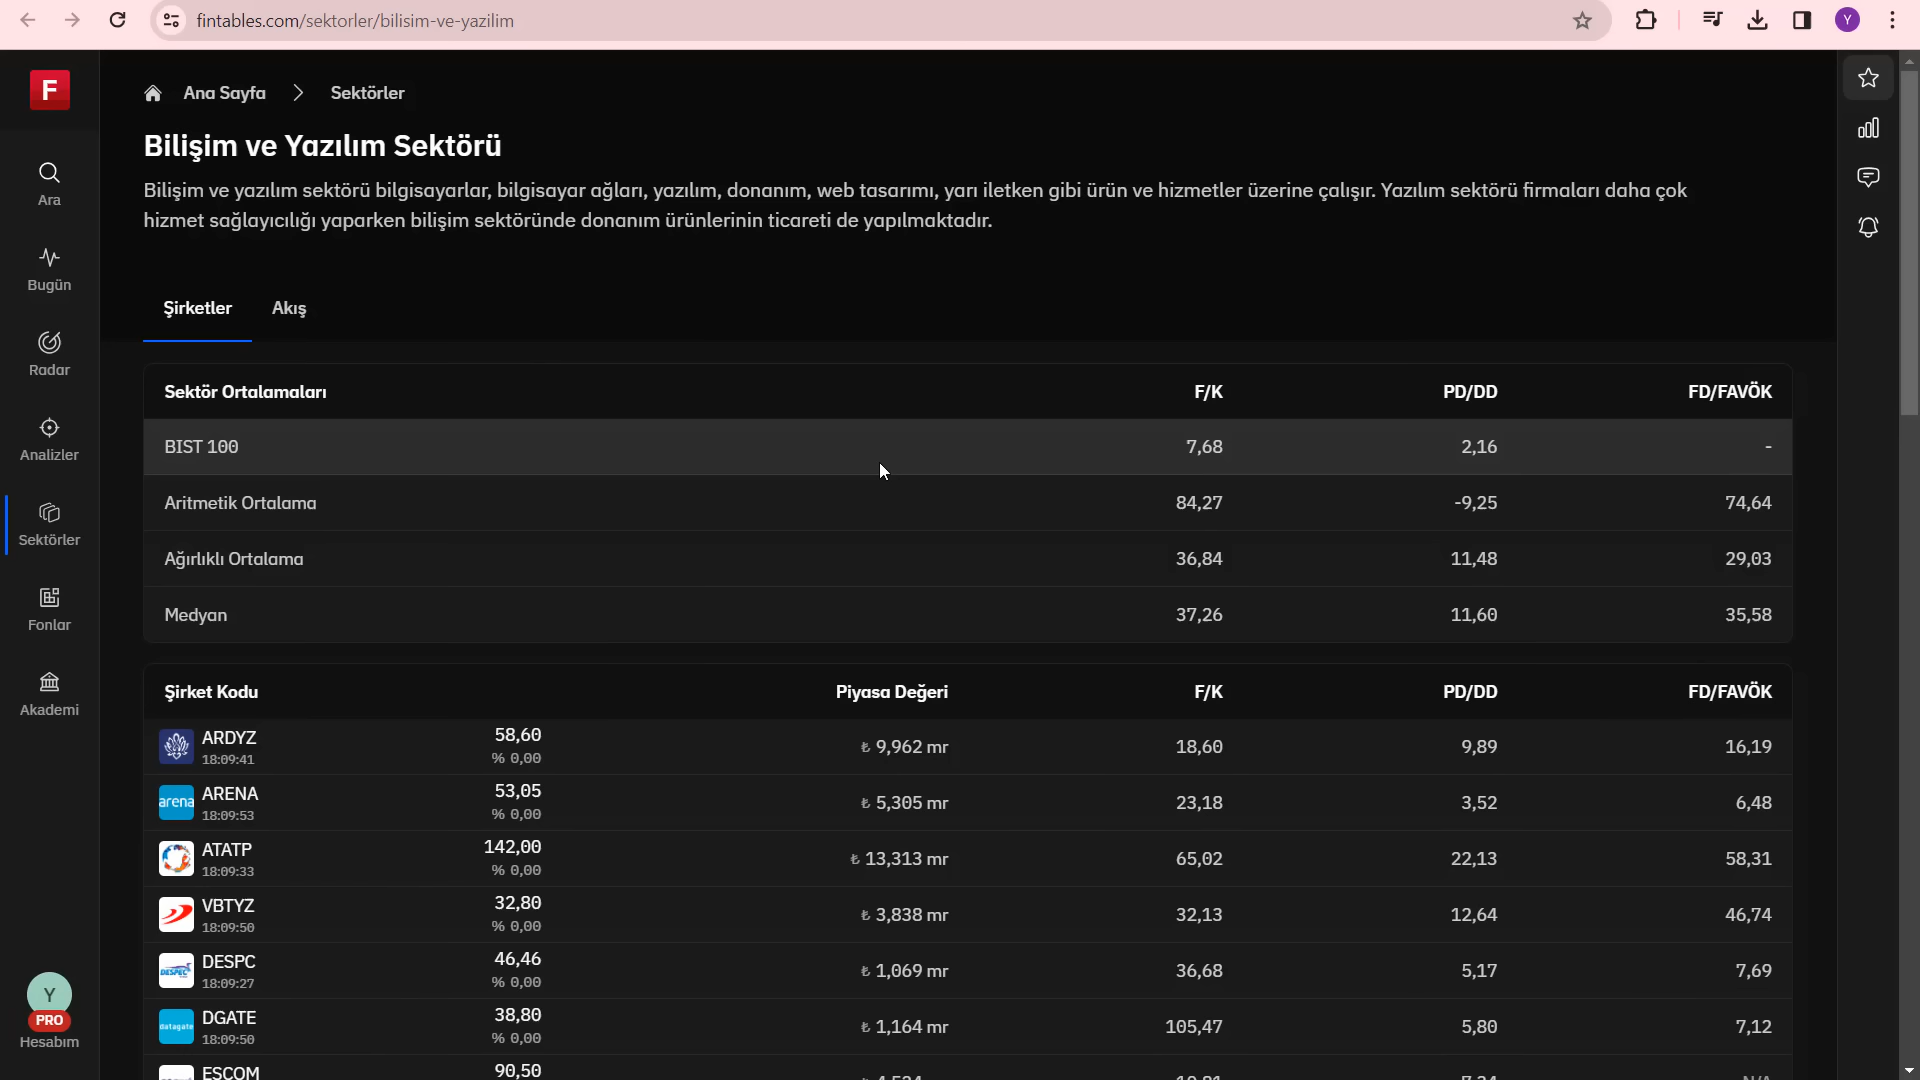 fintables.com/sektorler/bilisim-ve-yazilim
Y
F
Ana Sayfa
Sektörler
Bilişim ve Yazılım Sektörü
Bilişim ve yazılım sektörü bilgisayarlar, bilgisayar ağları, yazılım, donanım, web tasarımı, yarı iletken gibi ürün ve hizmetler üzerine çalışır. Yazılım sektörü firmaları daha çok
hizmet sağlayıcılığı yaparken bilişim sektöründe donanım ürünlerinin ticareti de yapılmaktadır.
Ara
Bugün
Radar
Analizler
Sektörler
Fonlar
Akademi
Y
PRO
Hesabım
Şirketler Akış
Sektör Ortalamaları F/K PD/DD FD/FAVÖK
BIST 100 7,68 2,16 -
Aritmetik Ortalama 84,27 -9,25 74,64
Ağırlıklı Ortalama 36,84 11,48 29,03
Medyan 37,26 11,60 35,58
Şirket Kodu Piyasa Değeri F/K PD/DD FD/FAVÖK
ARDYZ 58,60 ₺ 9,962 mr 18,60 9,89 16,19
18:09:41 % 0,00
arena ARENA 53,05 ₺ 5,305 mr 23,18 3,52 6,48
18:09:53 % 0,00
ATATP 142,00 ₺ 13,313 mr 65,02 22,13 58,31
18:09:33 % 0,00
VBTYZ 32,80 ₺ 3,838 mr 32,13 12,64 46,74
18:09:50 % 0,00
DESPEC DESPC 46,46 ₺ 1,069 mr 36,68 5,17 7,69
18:09:27 % 0,00
datagate DGATE 38,80 ₺ 1,164 mr 105,47 5,80 7,12
18:09:50 % 0,00
ESCOM 90,50